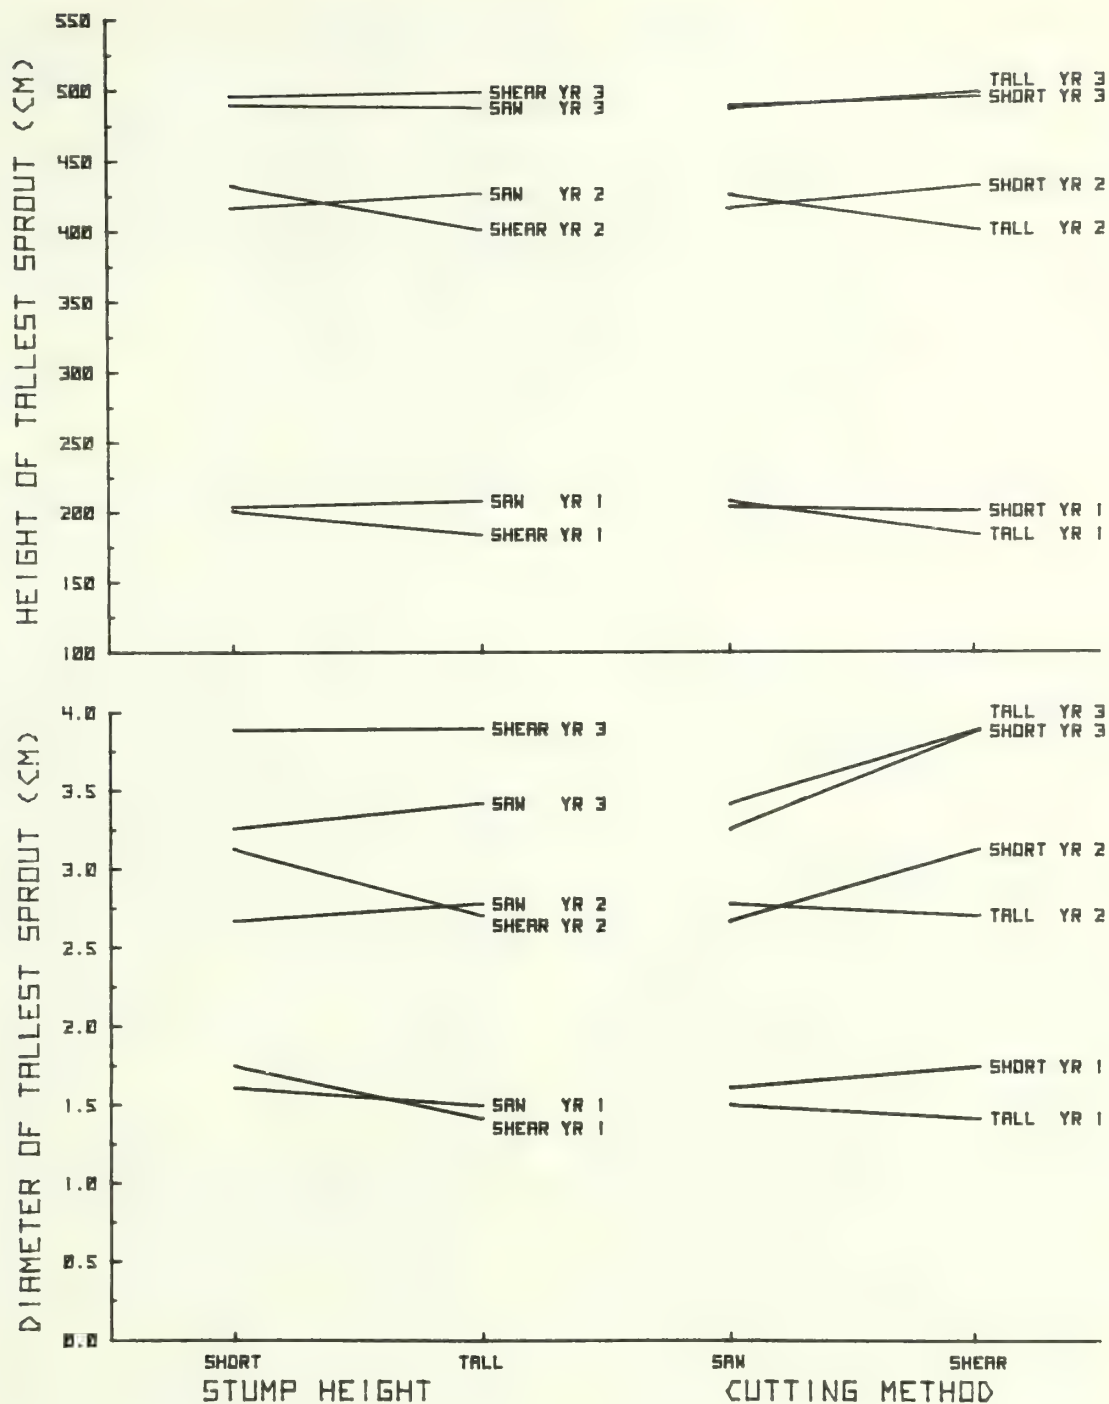 HEIGHT OF TALLEST SPROUT (CM)
550
500
450
400
350
300
250
200
150
100
SHEAR YR 3
SAW YR 3
SAW YR 2
SHEAR YR 2
SAW YR 1
SHEAR YR 1
TALL YR 3
SHORT YR 3
SHORT YR 2
TALL YR 2
SHORT YR 1
TALL YR 1
DIAMETER OF TALLEST SPROUT (CM)
4.0
3.5
3.0
2.5
2.0
1.5
1.0
0.5
0.0
SHEAR YR 3
SAW YR 3
SAW YR 2
SHEAR YR 2
SAW YR 1
SHEAR YR 1
TALL YR 3
SHORT YR 3
SHORT YR 2
TALL YR 2
SHORT YR 1
TALL YR 1
SHORT TALL SAW SHEAR
STUMP HEIGHT CUTTING METHOD